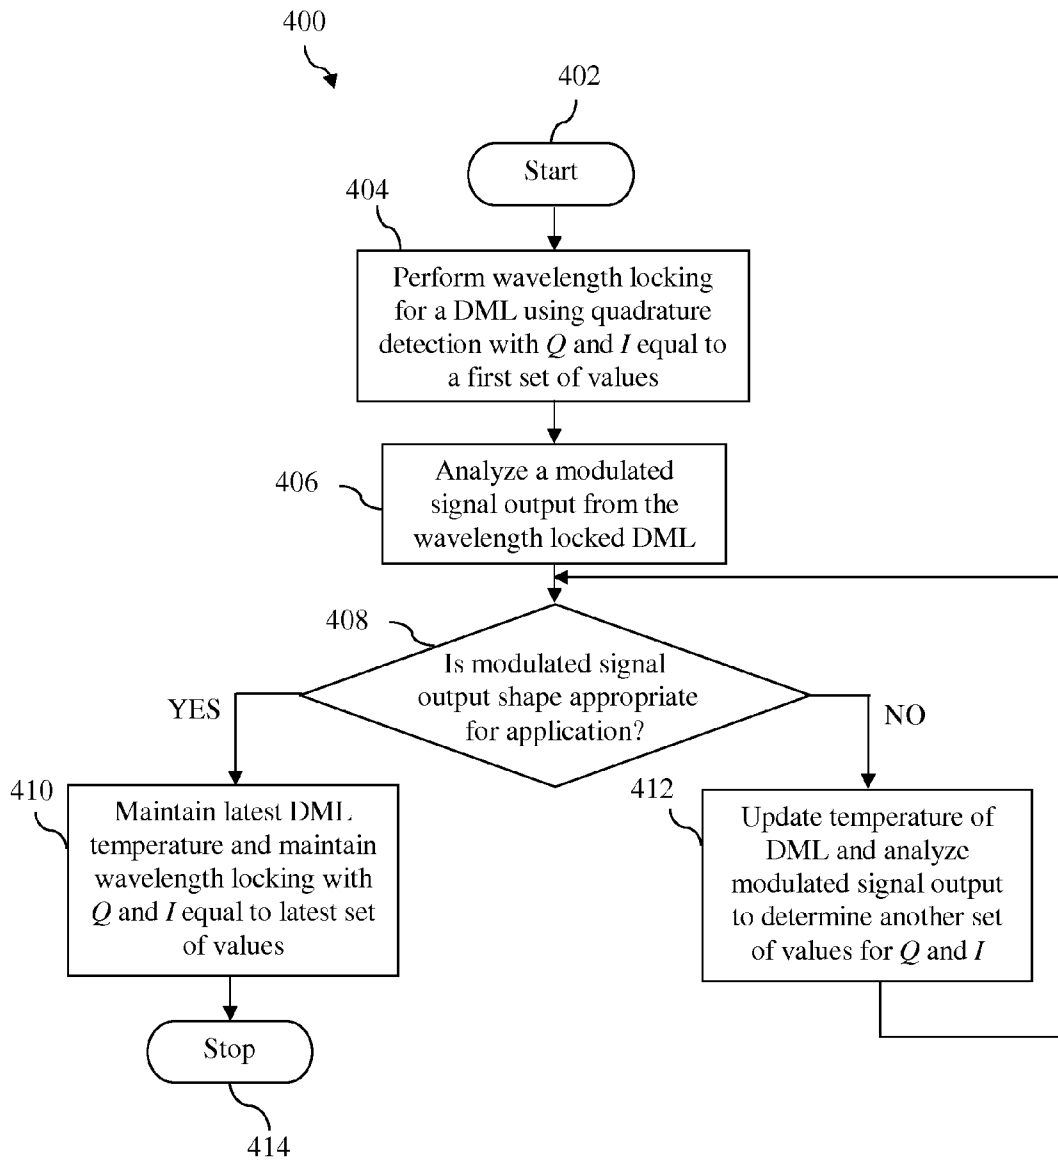 400
402
Start
404
Perform wavelength locking
for a DML using quadrature
detection with Q and I equal to
a first set of values
406
Analyze a modulated
signal output from the
wavelength locked DML
408
Is modulated signal
output shape appropriate
for application?
YES
NO
410
Maintain latest DML
temperature and maintain
wavelength locking with
Q and I equal to latest set
of values
412
Update temperature of
DML and analyze
modulated signal output
to determine another set
of values for Q and I
Stop
414